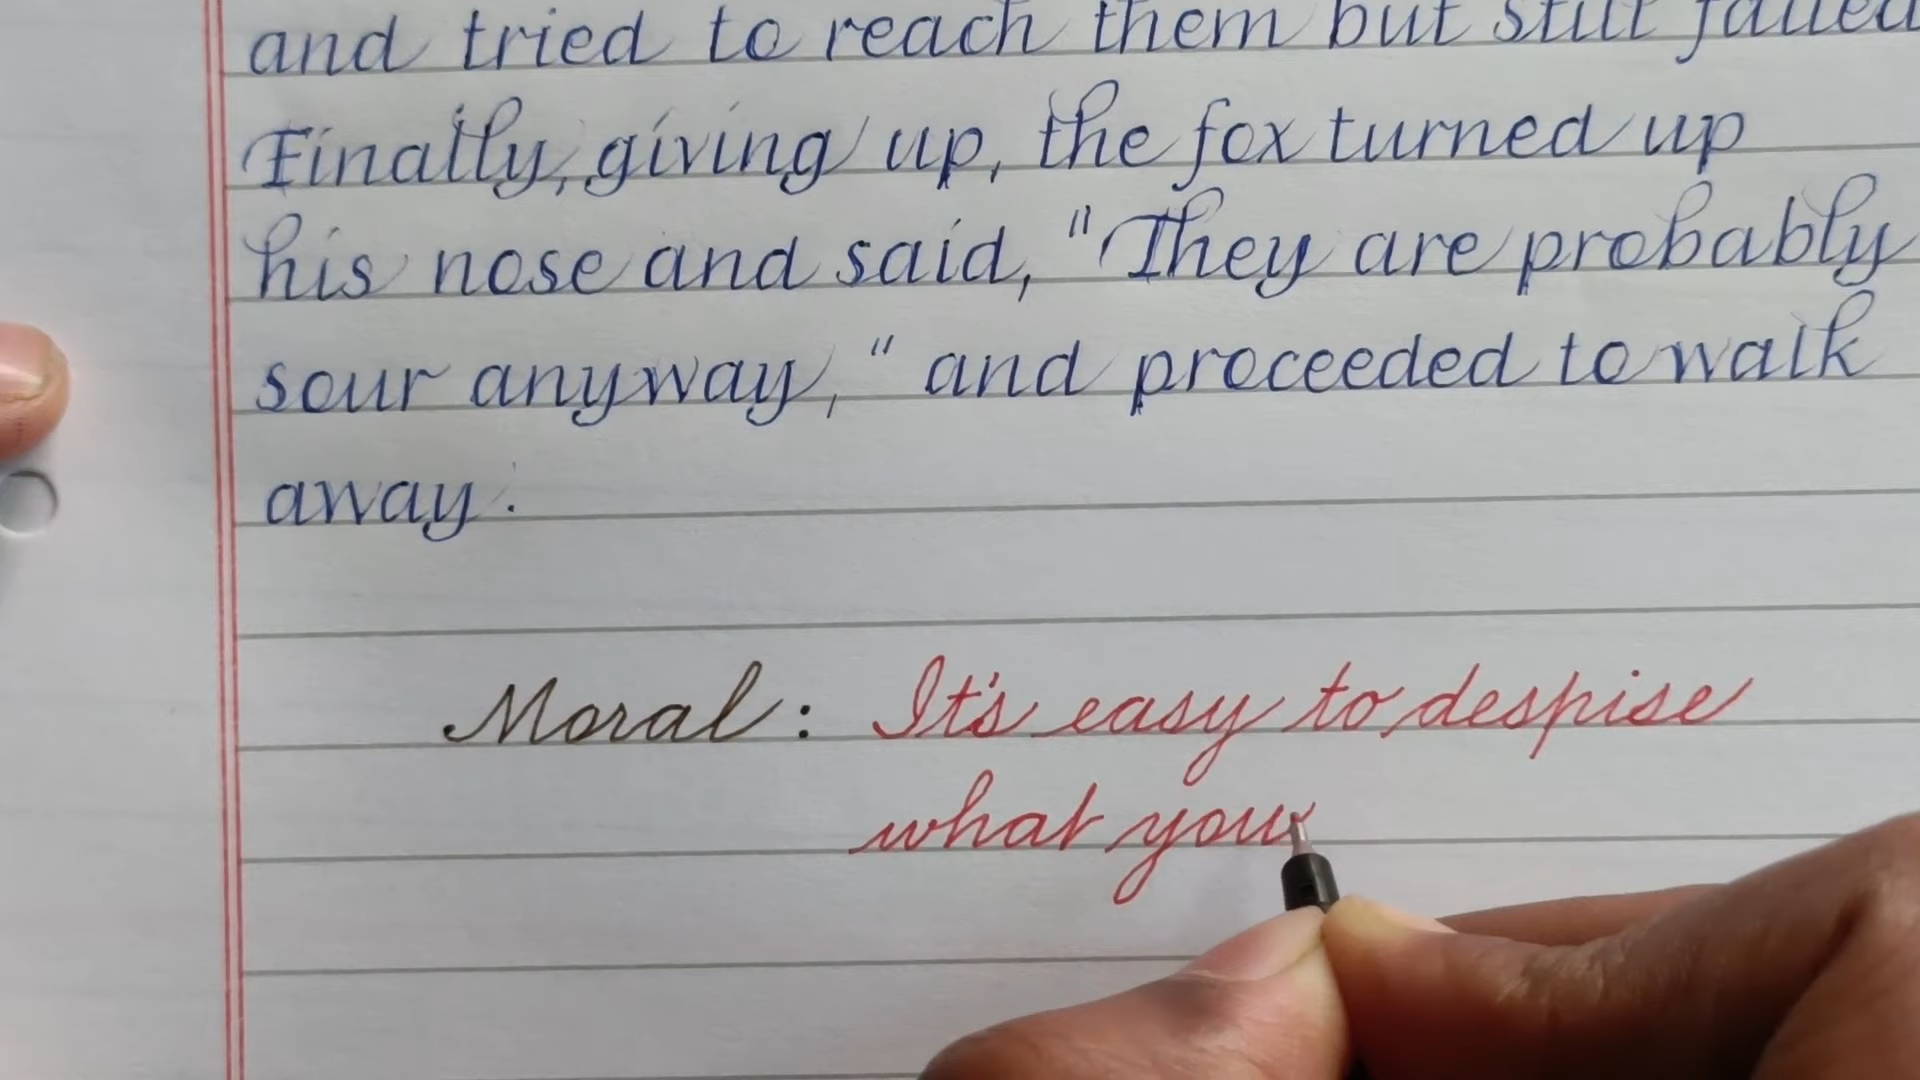 and tried to reach them but still failed
Finally, giving up, the fox turned up
his nose and said, "They are probably
sour anyway," and proceeded to walk
away.
Moral: It's easy to despise
what you